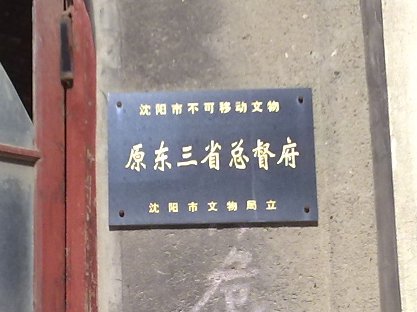 沈阳市不可移动文物
原东三省总督府
沈阳市文物局立
危